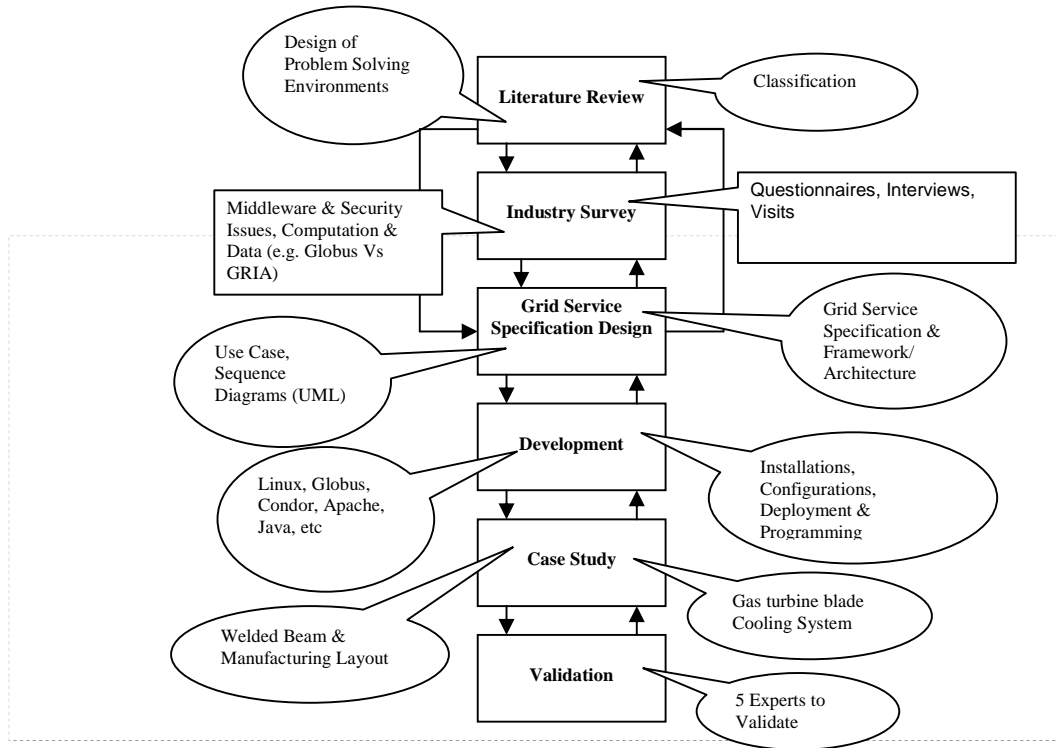 Design of
Problem Solving
Environments
Literature Review
Classification
Middleware & Security
Issues, Computation &
Data (e.g. Globus Vs
GRIA)
Industry Survey
Questionnaires, Interviews,
Visits
Use Case,
Sequence
Diagrams (UML)
Grid Service
Specification Design
Grid Service
Specification &
Framework/
Architecture
Linux, Globus,
Condor, Apache,
Java, etc
Development
Installations,
Configurations,
Deployment &
Programming
Welded Beam &
Manufacturing Layout
Case Study
Gas turbine blade
Cooling System
Validation
5 Experts to
Validate